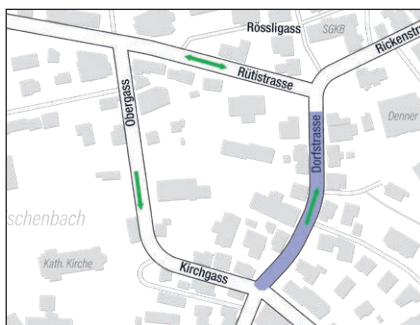 Rössligass
SGKB
Rickenstr
Rütistrasse
Obergass
Denner
Dorfstrasse
schenbach
Kath. Kirche
Kirchgass